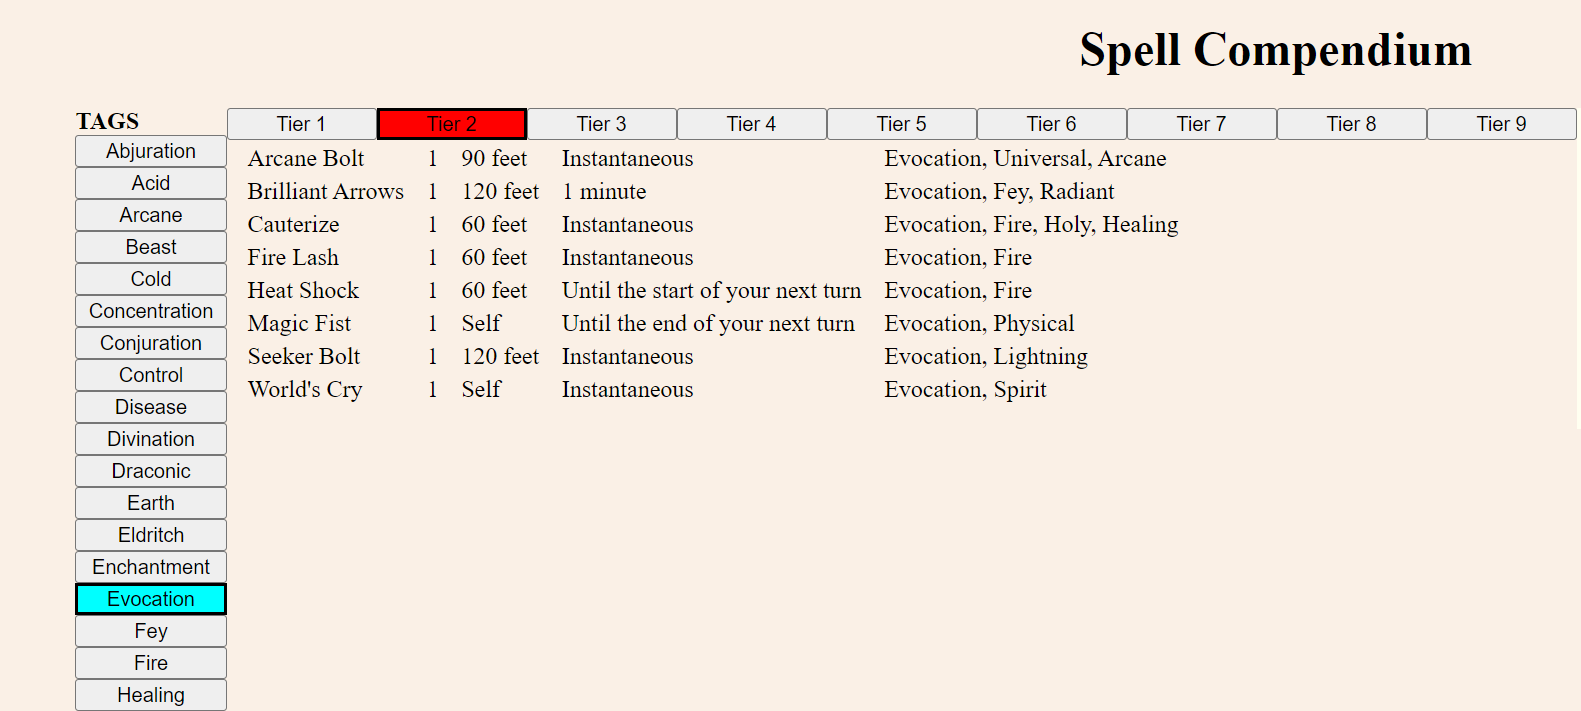 Spell Compendium
TAGS
Tier 1 Tier 2 Tier 3 Tier 4 Tier 5 Tier 6 Tier 7 Tier 8 Tier 9
Abjuration
Acid
Arcane
Beast
Cold
Concentration
Conjuration
Control
Disease
Divination
Draconic
Earth
Eldritch
Enchantment
Evocation
Fey
Fire
Healing
Arcane Bolt 1 90 feet Instantaneous Evocation, Universal, Arcane
Brilliant Arrows 1 120 feet 1 minute Evocation, Fey, Radiant
Cauterize 1 60 feet Instantaneous Evocation, Fire, Holy, Healing
Fire Lash 1 60 feet Instantaneous Evocation, Fire
Heat Shock 1 60 feet Until the start of your next turn Evocation, Fire
Magic Fist 1 Self Until the end of your next turn Evocation, Physical
Seeker Bolt 1 120 feet Instantaneous Evocation, Lightning
World's Cry 1 Self Instantaneous Evocation, Spirit